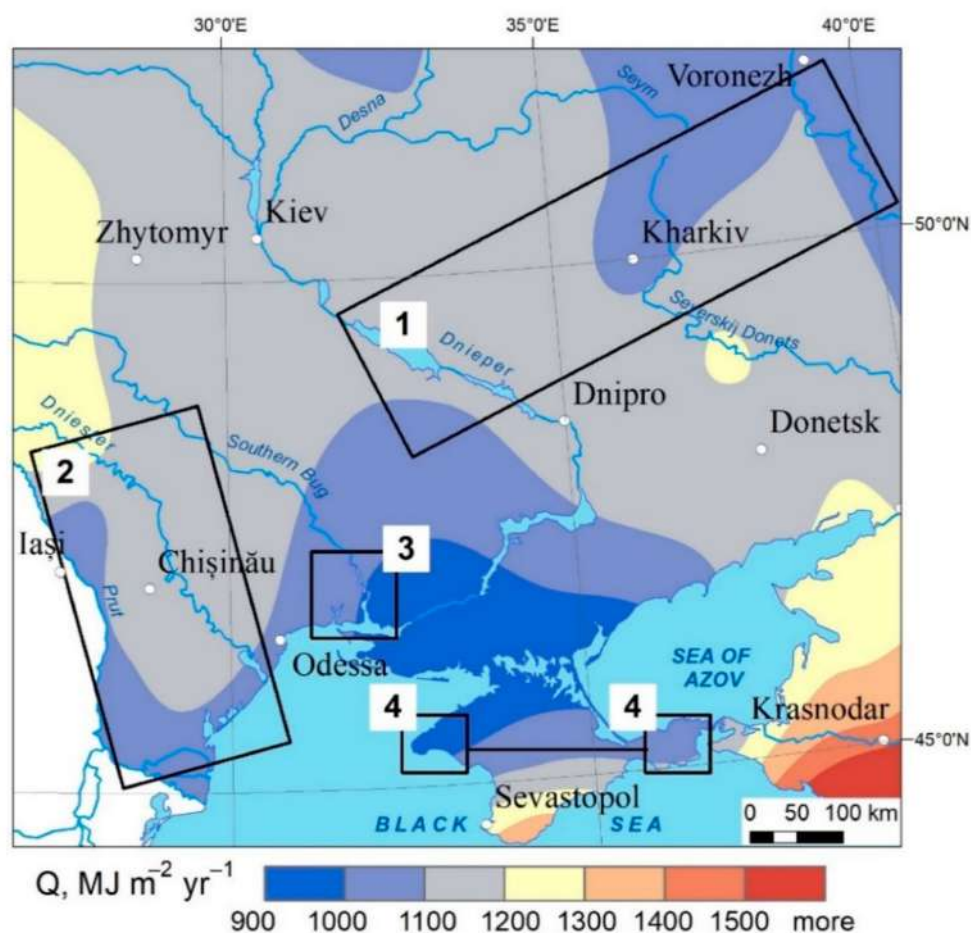 30°0'E 35°0'E 40°0'E
Voronezh
Seym
Desna
Kiev
Zhytomyr
50°0'N
Kharkiv
1
Severskij Donets
Dnieper
Dnipro
Donetsk
Dniester
2
Southern Bug
Iași
3
Chișinău
Prut
Odessa
SEA OF
AZOV
4
4
Krasnodar
45°0'N
Sevastopol
0 50 100 km
BLACK SEA
Q, MJ m⁻² yr⁻¹
900 1000 1100 1200 1300 1400 1500 more